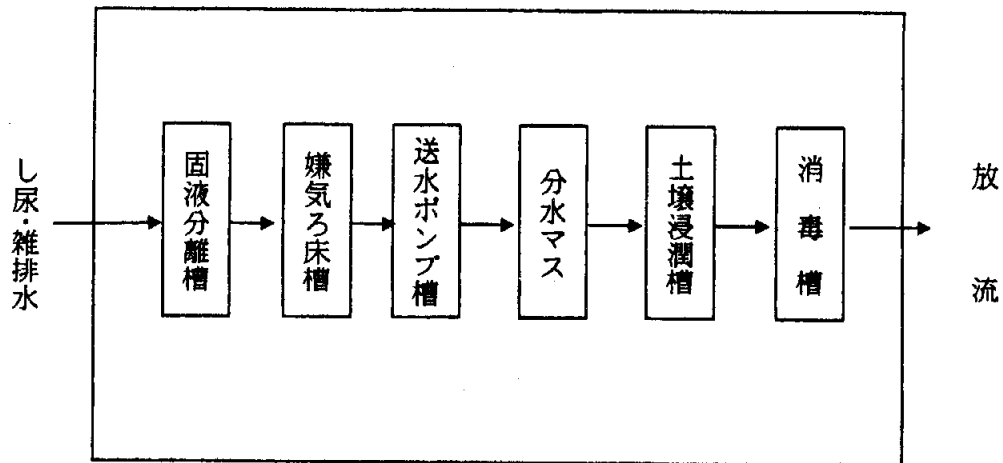 し尿・雑排水
固液分離槽
嫌気ろ床槽
送水ポンプ槽
分水マス
土壌浸潤槽
消毒槽
放流